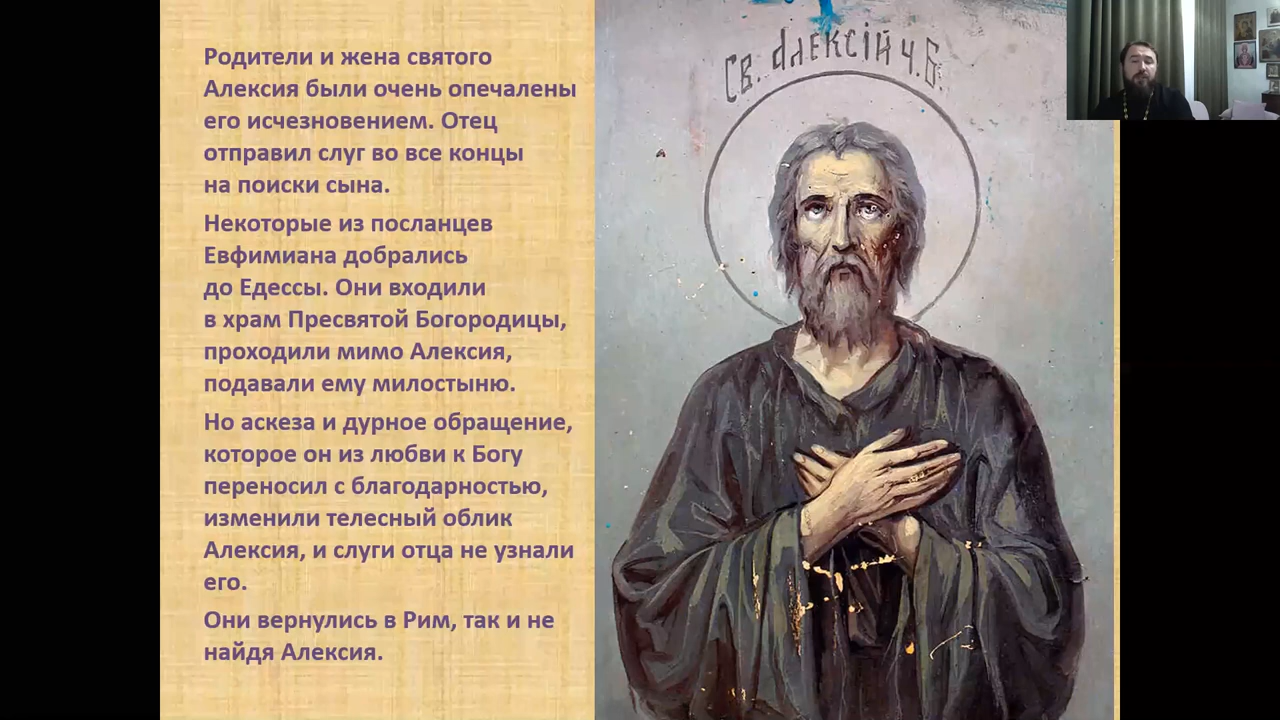 Родители и жена святого
Алексия были очень опечалены
его исчезновением. Отец
отправил слуг во все концы
на поиски сына.
Некоторые из посланцев
Евфимиана добрались
до Едессы. Они входили
в храм Пресвятой Богородицы,
проходили мимо Алексия,
подавали ему милостыню.
Но аскеза и дурное обращение,
которое он из любви к Богу
переносил с благодарностью,
изменили телесный облик
Алексия, и слуги отца не узнали
его.
Они вернулись в Рим, так и не
найдя Алексия.
Св. Алексій ч. Б.